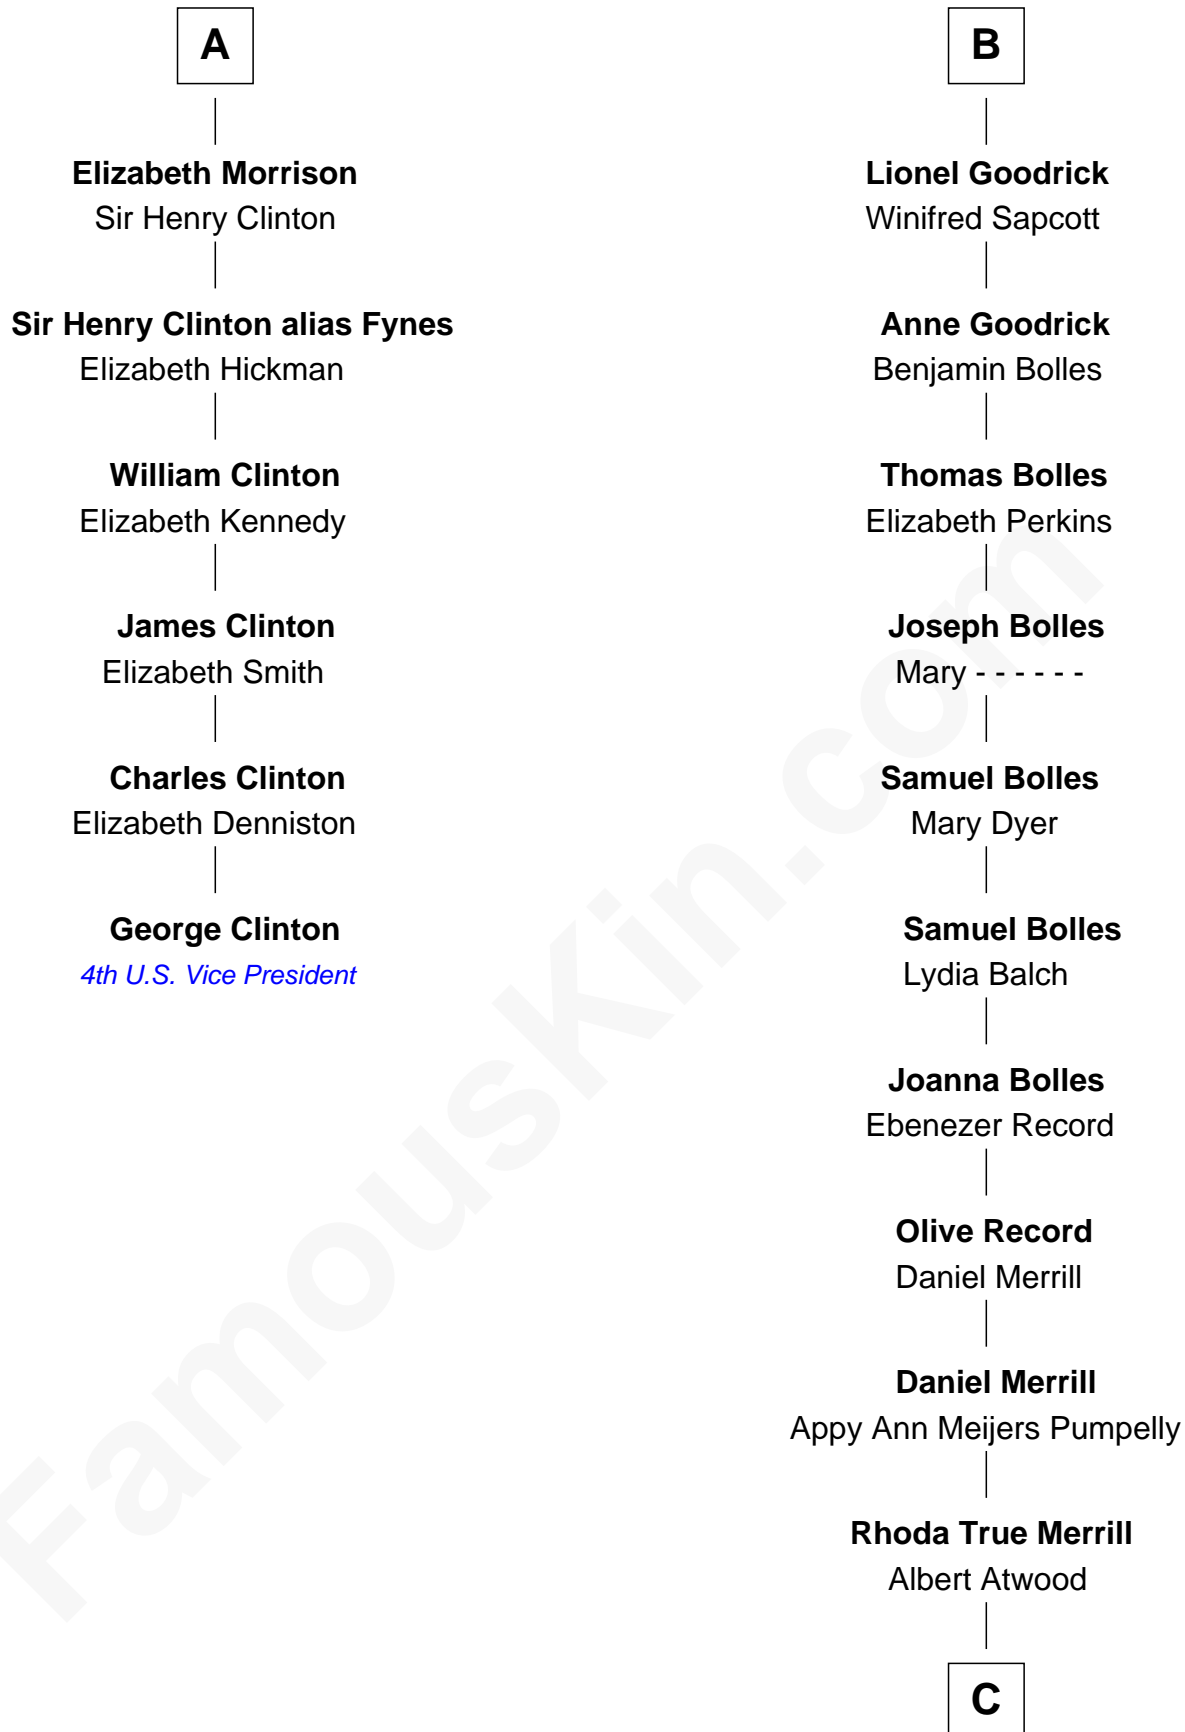 A
Elizabeth Morrison
Sir Henry Clinton
Sir Henry Clinton alias Fynes
Elizabeth Hickman
William Clinton
Elizabeth Kennedy
James Clinton
Elizabeth Smith
Charles Clinton
Elizabeth Denniston
George Clinton
4th U.S. Vice President
B
Lionel Goodrick
Winifred Sapcott
Anne Goodrick
Benjamin Bolles
Thomas Bolles
Elizabeth Perkins
Joseph Bolles
Mary - - - - - -
Samuel Bolles
Mary Dyer
Samuel Bolles
Lydia Balch
Joanna Bolles
Ebenezer Record
Olive Record
Daniel Merrill
Daniel Merrill
Appy Ann Meijers Pumpelly
Rhoda True Merrill
Albert Atwood
C
FamousKin.com